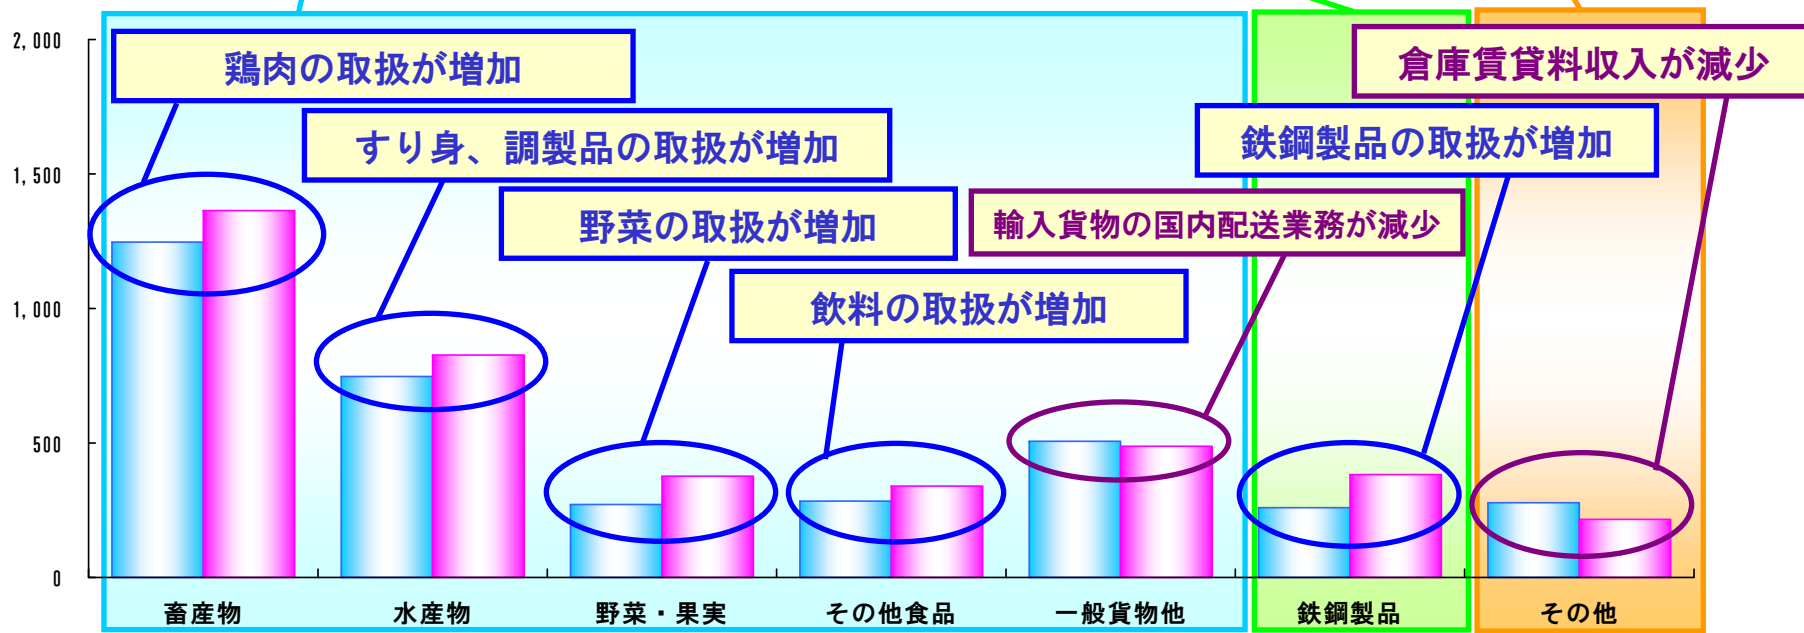 2,000
1,500
1,000
500
0
鶏肉の取扱が増加
すり身、調製品の取扱が増加
野菜の取扱が増加
飲料の取扱が増加
輸入貨物の国内配送業務が減少
鉄鋼製品の取扱が増加
倉庫賃貸料収入が減少
畜産物
水産物
野菜・果実
その他食品
一般貨物他
鉄鋼製品
その他